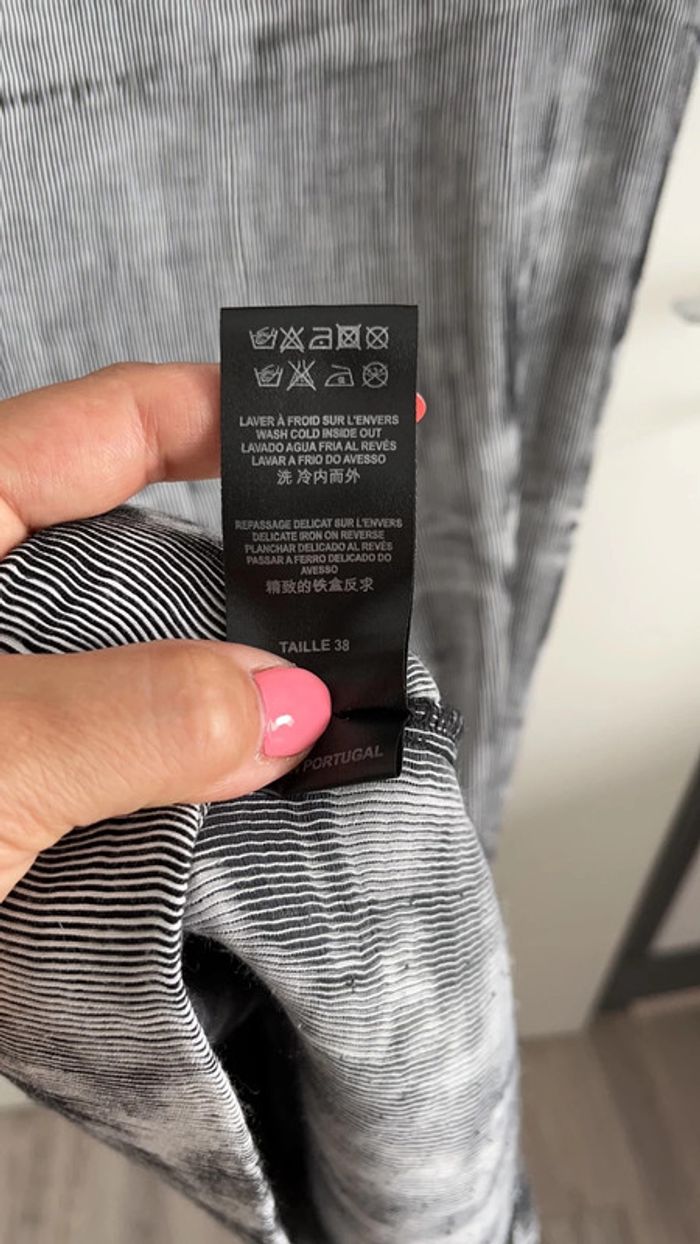 LAVER À FROID SUR L'ENVERS
WASH COLD INSIDE OUT
LAVADO AGUA FRIA AL REVÉS
LAVAR A FRIO DO AVESSO
洗 冷内而外
REPASSAGE DELICAT SUR L'ENVERS
DELICATE IRON ON REVERSE
PLANCHAR DELICADO AL REVÉS
PASSAR A FERRO DELICADO DO
AVESSO
精致的铁盒反求
TAILLE 38
PORTUGAL